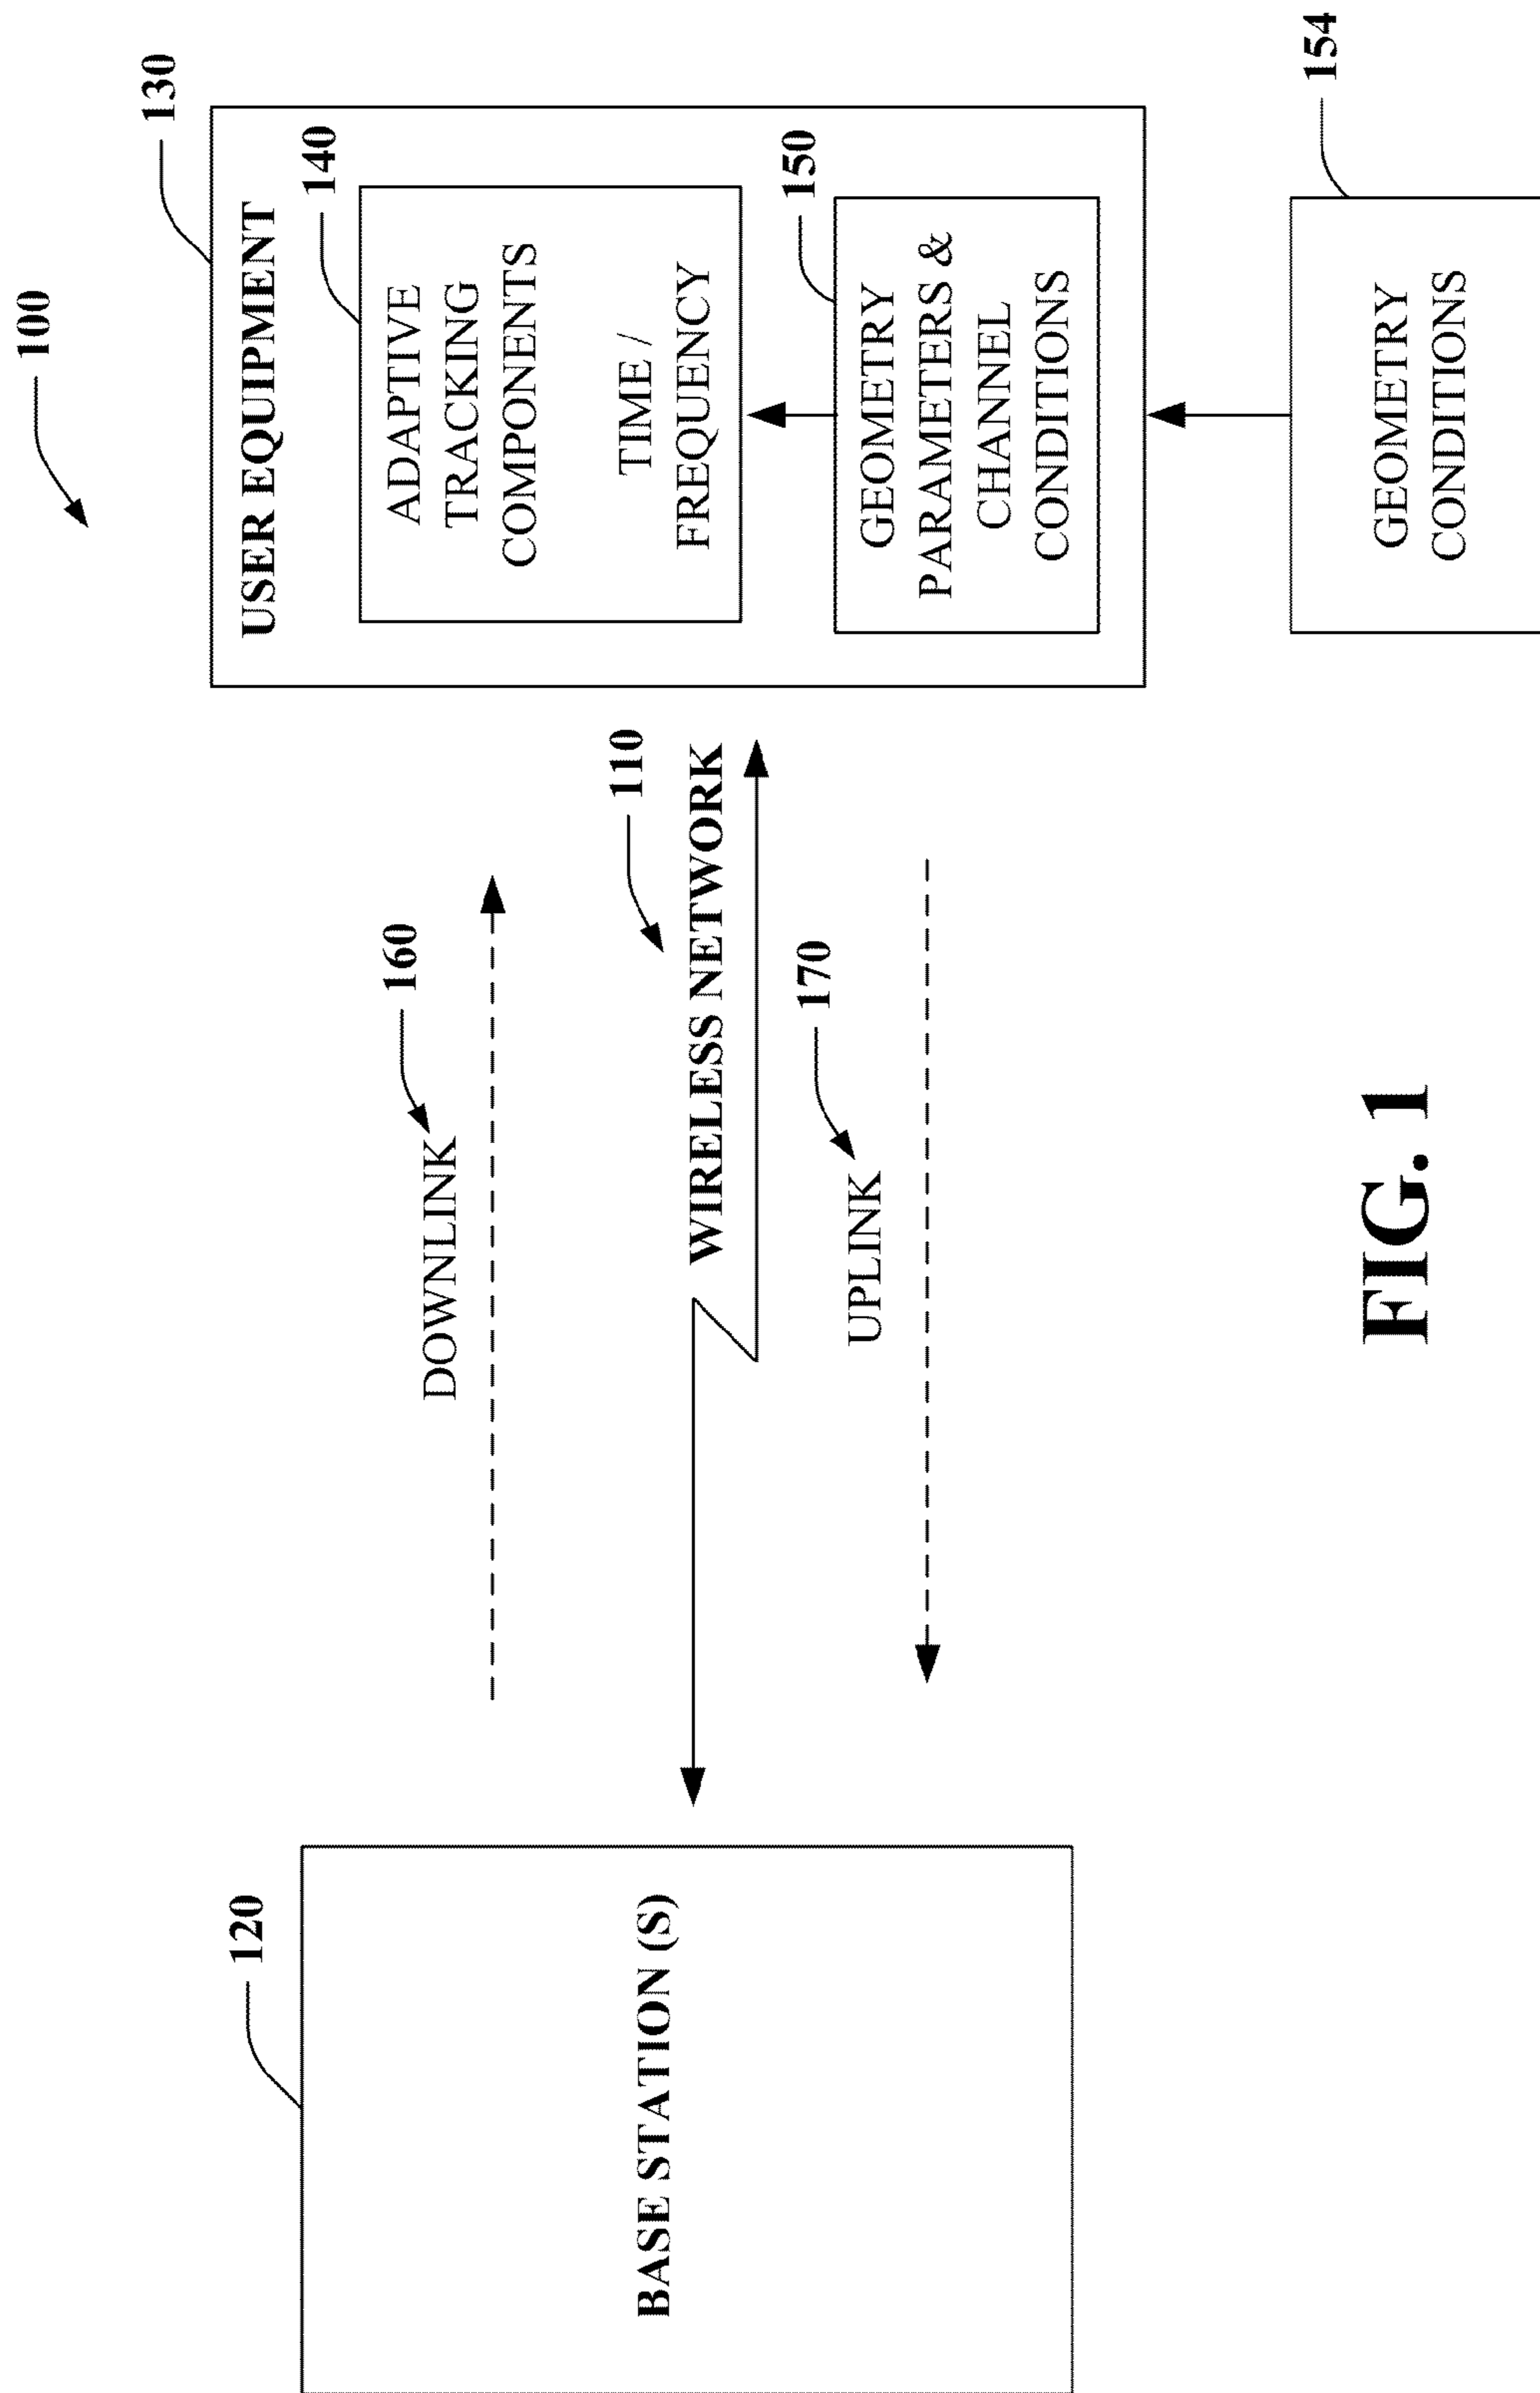 100
120
BASE STATION (S)
160
DOWNLINK
110
WIRELESS NETWORK
170
UPLINK
130
USER EQUIPMENT
140
ADAPTIVE
TRACKING
COMPONENTS
TIME /
FREQUENCY
150
GEOMETRY
PARAMETERS &
CHANNEL
CONDITIONS
154
GEOMETRY
CONDITIONS
FIG. 1